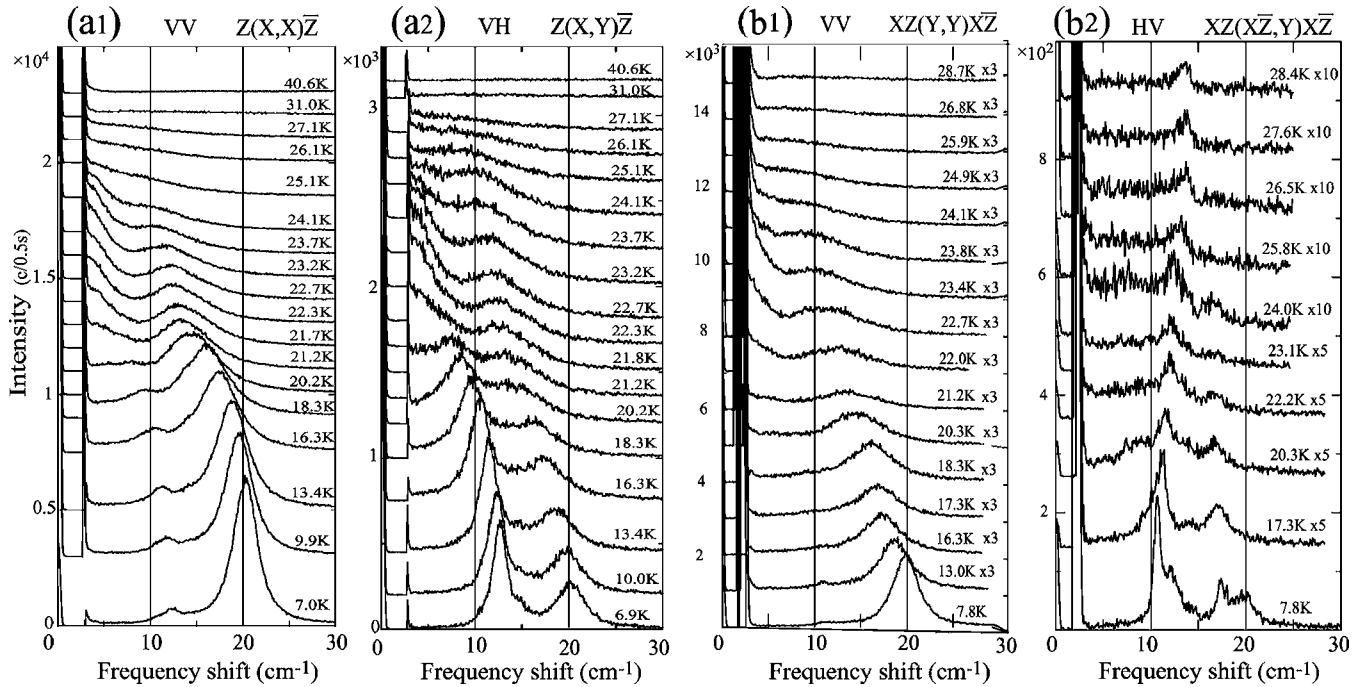 (a1) VV Z(X,X)Z̅
×10⁴
40.6K
31.0K
27.1K
26.1K
25.1K
24.1K
23.7K
23.2K
22.7K
22.3K
21.7K
21.2K
20.2K
18.3K
16.3K
13.4K
9.9K
7.0K
2
1.5
1
0.5
0
Intensity (c/0.5s)
0 10 20 30
Frequency shift (cm⁻¹)
(a2) VH Z(X,Y)Z̅
×10³
40.6K
31.0K
27.1K
26.1K
25.1K
24.1K
23.7K
23.2K
22.7K
22.3K
21.8K
21.2K
20.2K
18.3K
16.3K
13.4K
10.0K
6.9K
3
2
1
0
0 10 20 30
Frequency shift (cm⁻¹)
(b1) VV XZ(Y,Y)XZ̅
×10³
28.7K x3
26.8K x3
25.9K x3
24.9K x3
24.1K x3
23.8K x3
23.4K x3
22.7K x3
22.0K x3
21.2K x3
20.3K x3
18.3K x3
17.3K x3
16.3K x3
13.0K x3
7.8K
14
12
10
8
6
4
2
0 10 20 30
Frequency shift (cm⁻¹)
(b2) HV XZ(XZ̅,Y)XZ̅
×10²
28.4K x10
27.6K x10
26.5K x10
25.8K x10
24.0K x10
23.1K x5
22.2K x5
20.3K x5
17.3K x5
7.8K
8
6
4
2
0 10 20 30
Frequency shift (cm⁻¹)